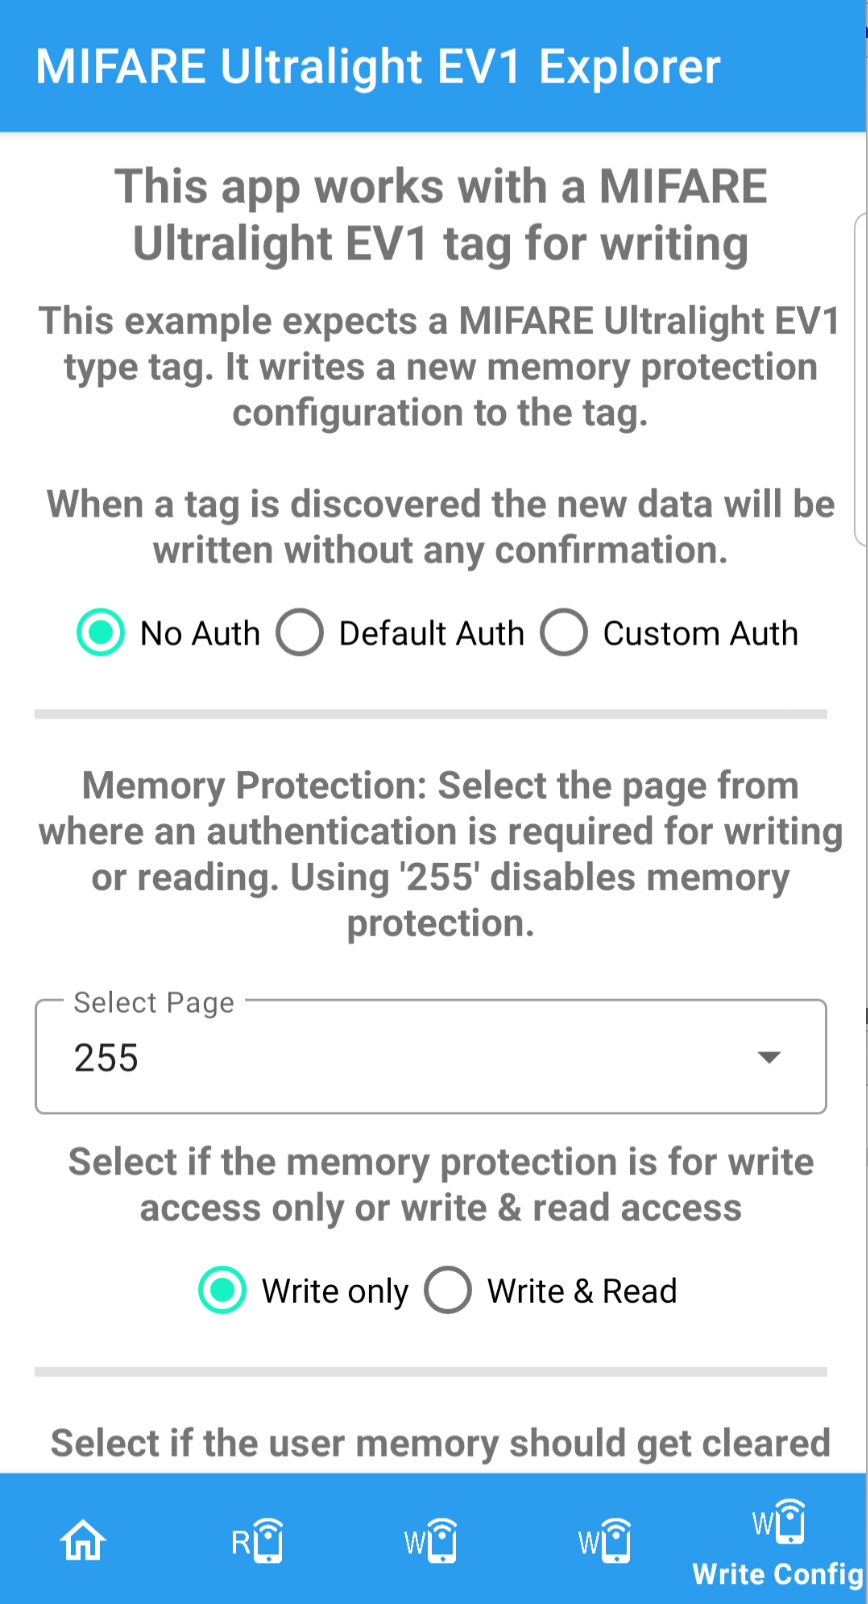 MIFARE Ultralight EV1 Explorer
This app works with a MIFARE
Ultralight EV1 tag for writing
This example expects a MIFARE Ultralight EV1
type tag. It writes a new memory protection
configuration to the tag.
When a tag is discovered the new data will be
written without any confirmation.
No Auth Default Auth Custom Auth
Memory Protection: Select the page from
where an authentication is required for writing
or reading. Using '255' disables memory
protection.
Select Page
255
Select if the memory protection is for write
access only or write & read access
Write only Write & Read
Select if the user memory should get cleared
R W W W
Write Config